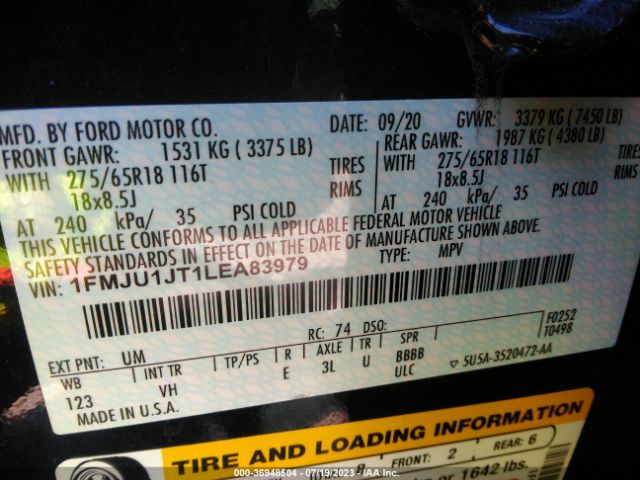 MFD. BY FORD MOTOR CO.
DATE: 09/20 GVWR: 3379 KG (7450 LB)
FRONT GAWR: 1531 KG (3375 LB)
REAR GAWR: 1987 KG (4380 LB)
WITH 275/65R18 116T TIRES
WITH 275/65R18 116T TIRES
18x8.5J RIMS
18x8.5J RIMS
AT 240 kPa/ 35 PSI COLD
AT 240 kPa/ 35 PSI COLD
THIS VEHICLE CONFORMS TO ALL APPLICABLE FEDERAL MOTOR VEHICLE
SAFETY STANDARDS IN EFFECT ON THE DATE OF MANUFACTURE SHOWN ABOVE.
VIN: 1FMJU1JT1LEA83979
TYPE: MPV
F0252
T0498
RC: 74 DSO:
EXT PNT: UM
WB INT TR TP/PS R AXLE TR SPR
123 VH E 3L U BBBB
ULC
5U5A-3520472-AA
MADE IN U.S.A.
TIRE AND LOADING INFORMATION
8 FRONT: 2 REAR: 6
or 1642 lbs.
© 36948504 - 07/19/2023 - IAA Inc.